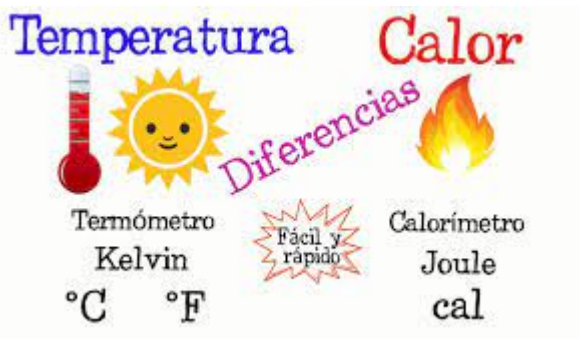 Temperatura
Calor
Diferencias
Termómetro
Kelvin
°C °F
Fácil y
rápido
Calorímetro
Joule
cal